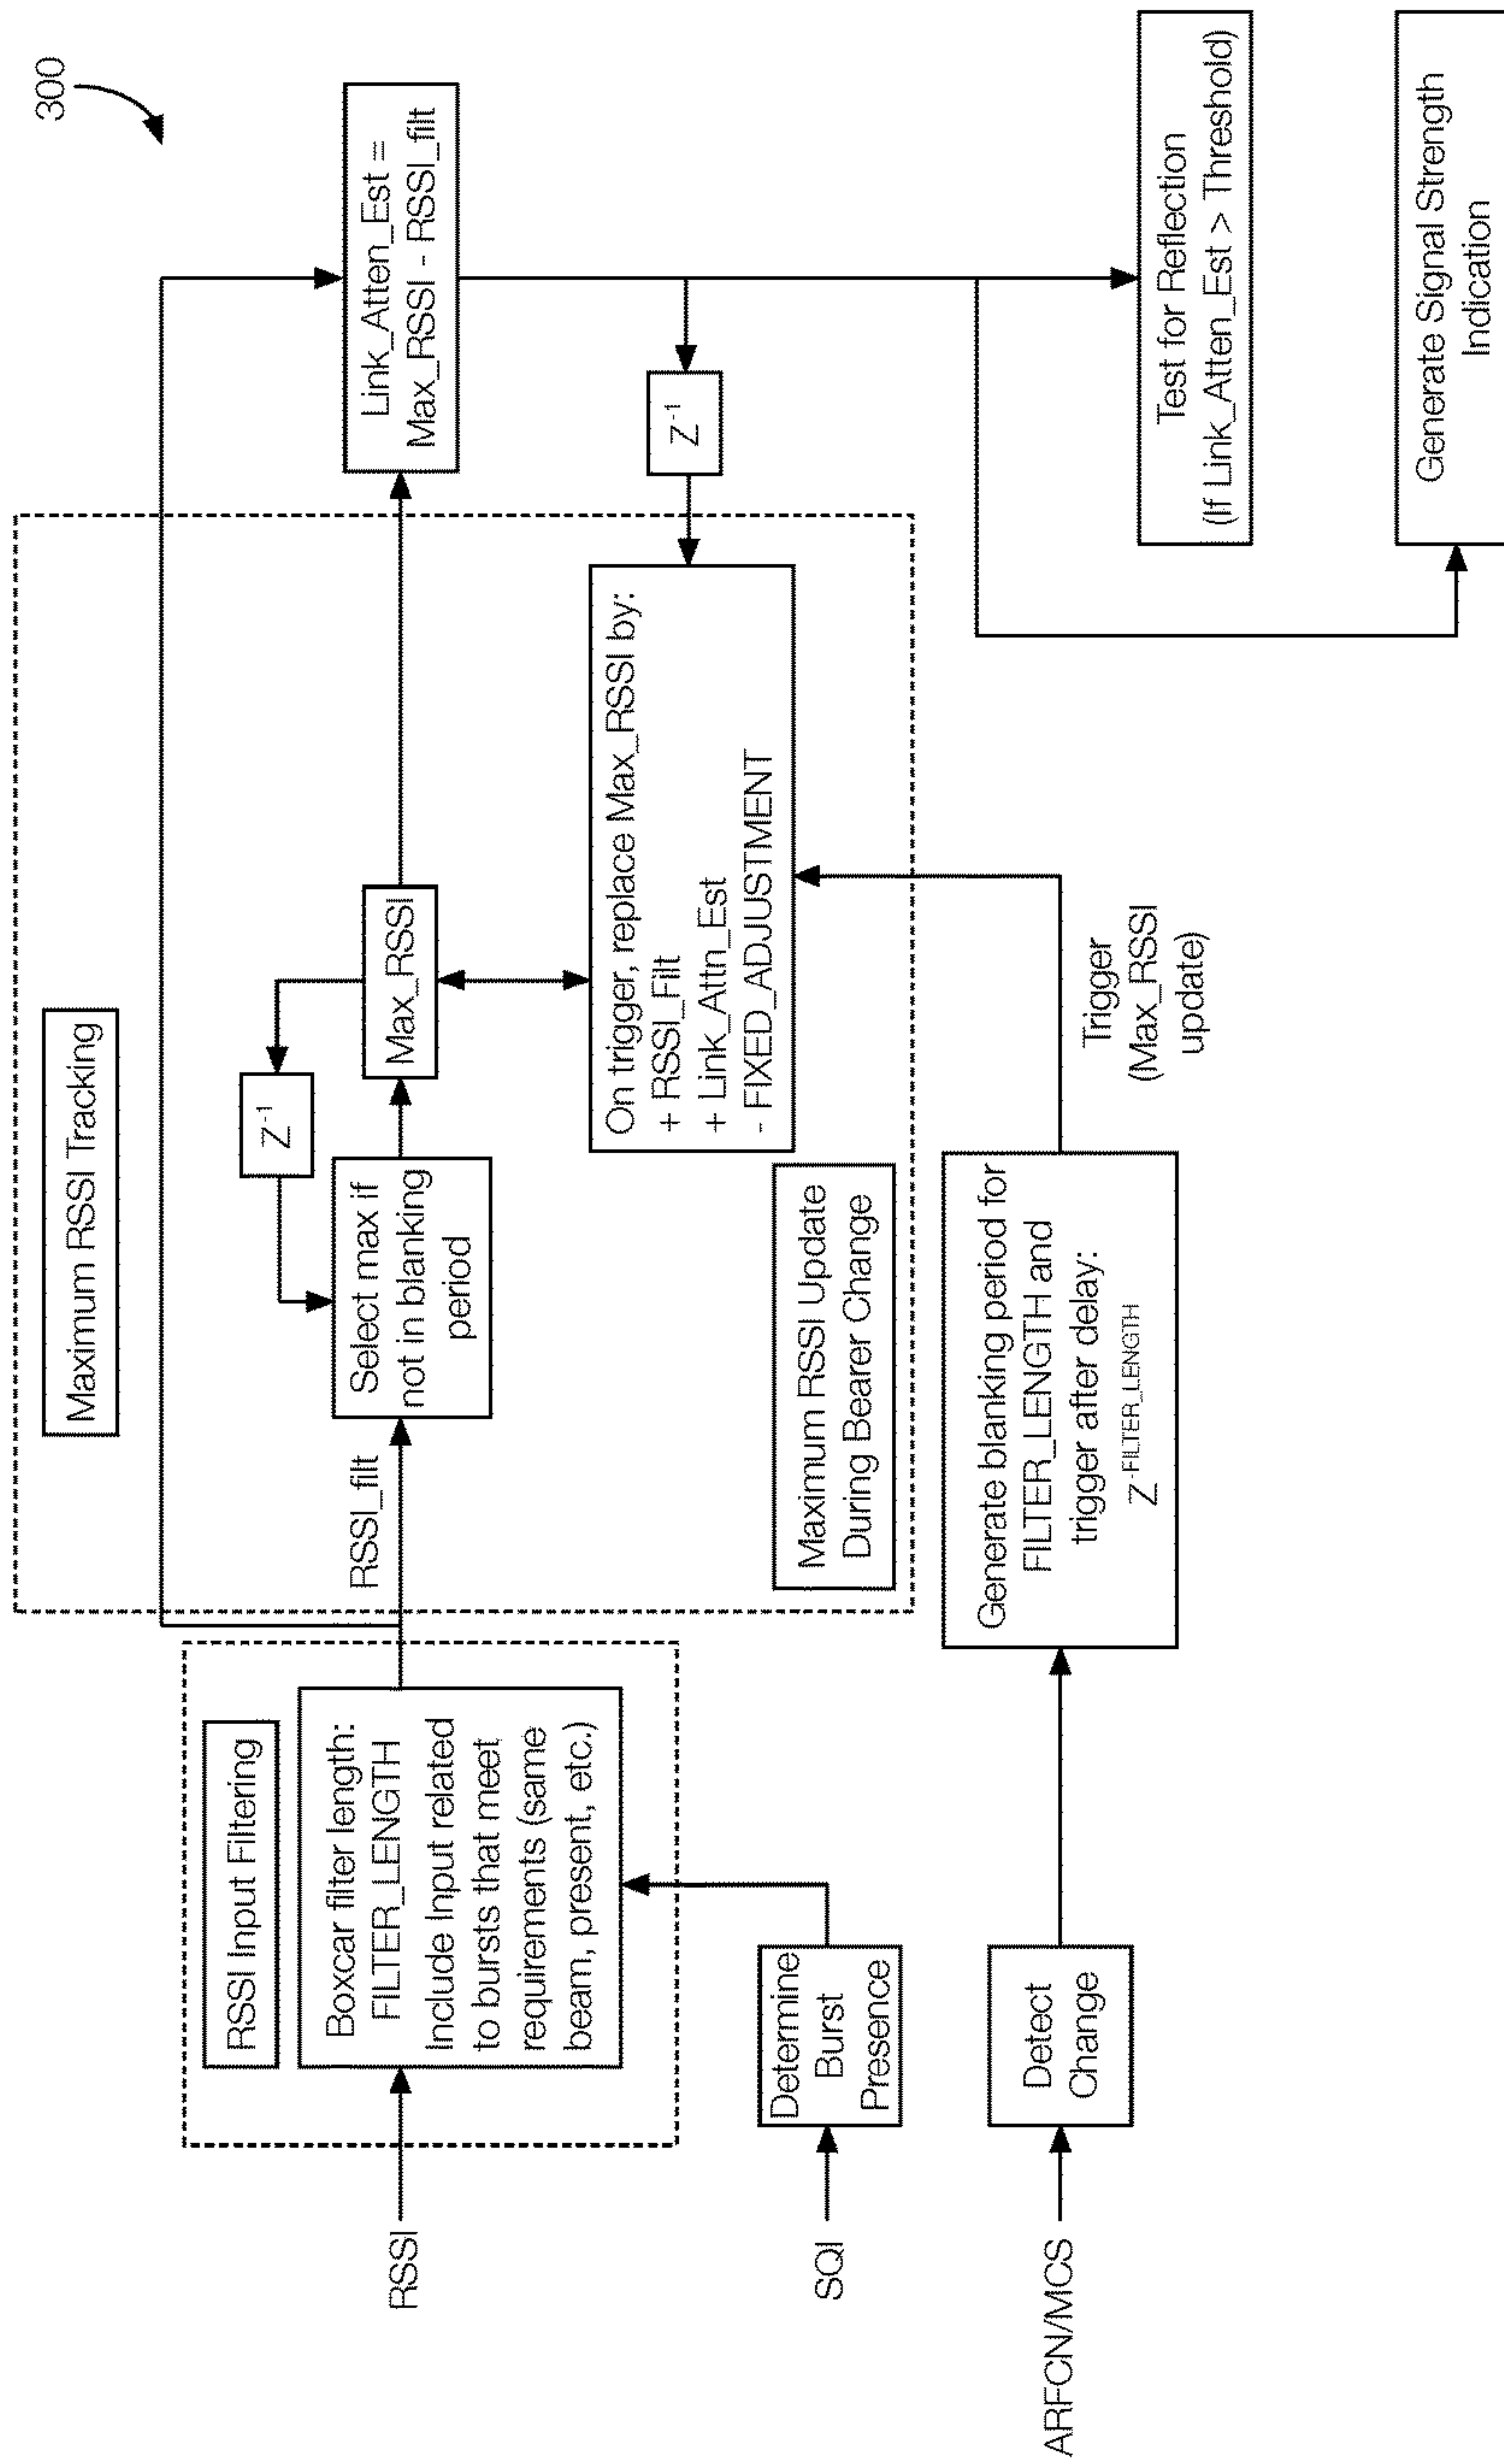 300
Maximum RSSI Tracking
RSSI Input Filtering
RSSI
Boxcar filter length:
FILTER_LENGTH
Include Input related
to bursts that meet
requirements (same
beam, present, etc.)
RSSI_filt
Select max if
not in blanking
period
Z-1
Max_RSSI
Link_Atten_Est =
Max_RSSI - RSSI_filt
Z-1
On trigger, replace Max_RSSI by:
+ RSSI_Filt
+ Link_Attn_Est
- FIXED_ADJUSTMENT
Maximum RSSI Update
During Bearer Change
SQI
Determine
Burst
Presence
ARFCN/MCS
Detect
Change
Generate blanking period for
FILTER_LENGTH and
trigger after delay:
Z-FILTER_LENGTH
Trigger
(Max_RSSI
update)
Test for Reflection
(If Link_Atten_Est > Threshold)
Generate Signal Strength
Indication